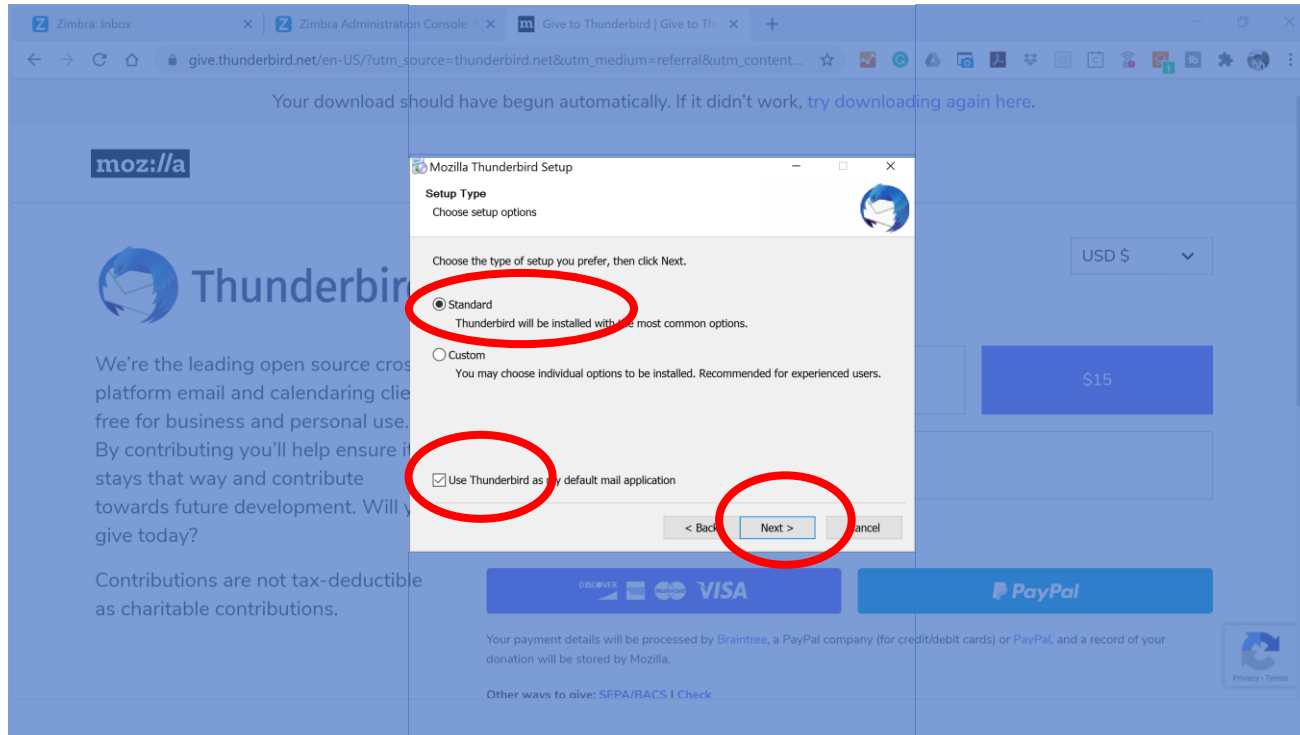 Zimbra: Inbox
Zimbra Administration Console:
Give to Thunderbird | Give to Th
give.thunderbird.net/en-US/?utm_source=thunderbird.net&utm_medium=referral&utm_content...
Your download should have begun automatically. If it didn't work, try downloading again here.
moz://a
Mozilla Thunderbird Setup
Setup Type
Choose setup options
Choose the type of setup you prefer, then click Next.
USD $
Thunderbir
Standard
Thunderbird will be installed with the most common options.
Custom
You may choose individual options to be installed. Recommended for experienced users.
We're the leading open source cros
platform email and calendaring clie
free for business and personal use.
By contributing you'll help ensure i
stays that way and contribute
towards future development. Will y
give today?
$15
Use Thunderbird as my default mail application
< Back Next > Cancel
Contributions are not tax-deductible
as charitable contributions.
DISCOVER VISA
PayPal
Your payment details will be processed by Braintree, a PayPal company (for credit/debit cards) or PayPal, and a record of your
donation will be stored by Mozilla.
Other ways to give: SEPA/BACS | Check
Privacy - Terms